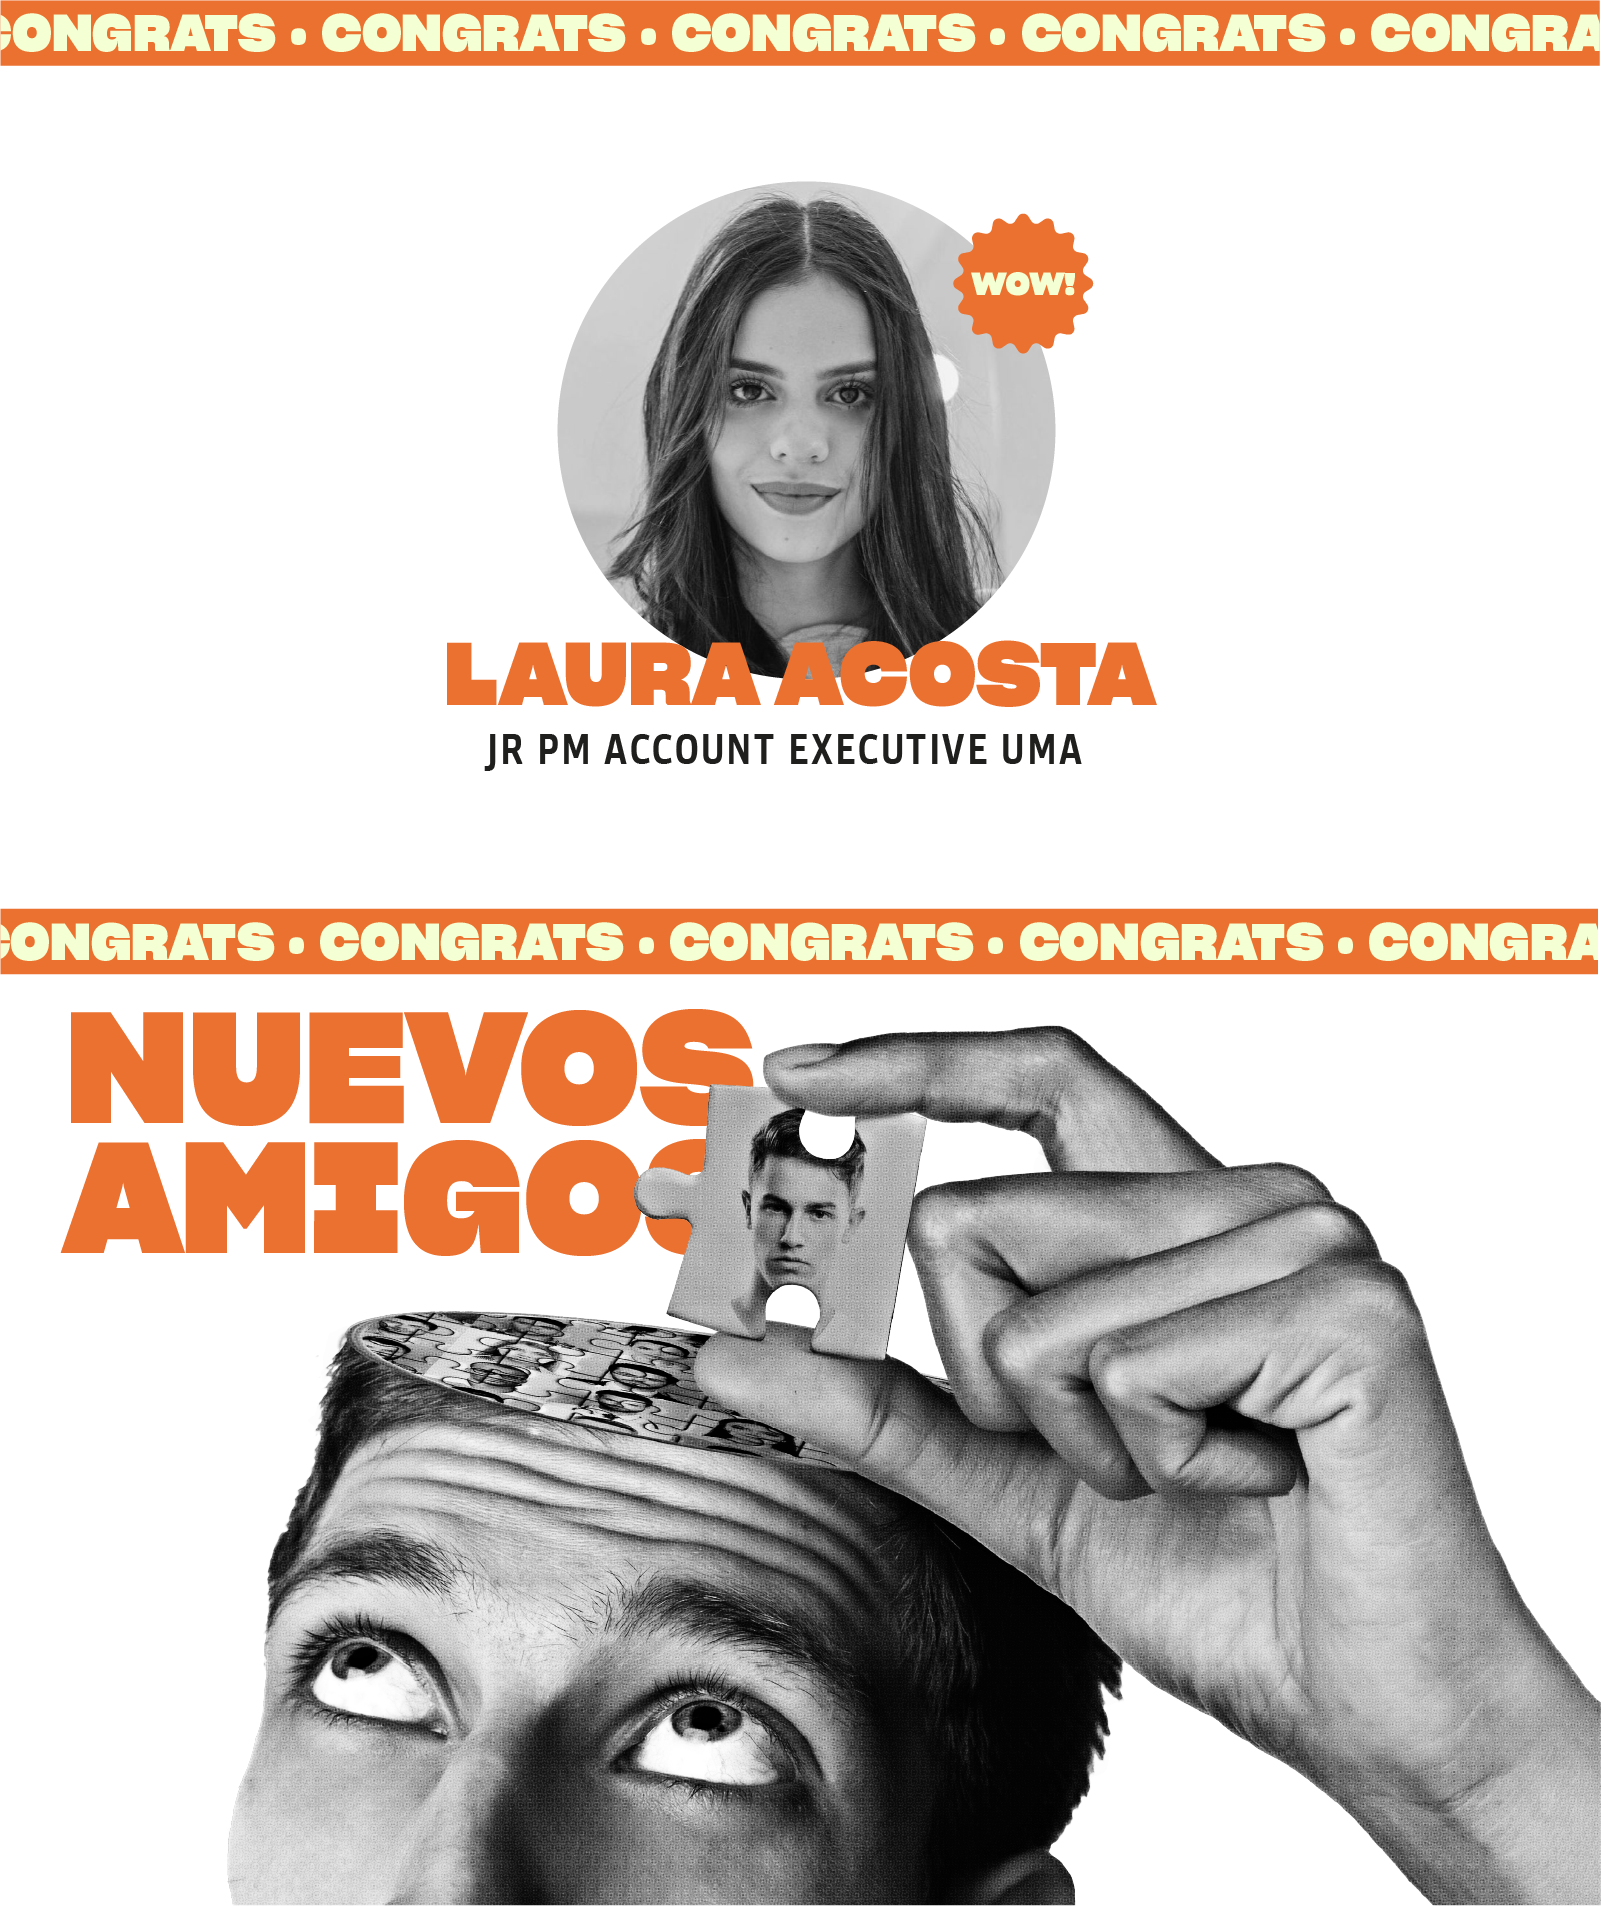 CONGRATS • CONGRATS • CONGRATS • CONGRATS • CONGRA
WOW!
LAURA ACOSTA
JR PM ACCOUNT EXECUTIVE UMA
CONGRATS • CONGRATS • CONGRATS • CONGRATS • CONGRA
NUEVOS
AMIGOS